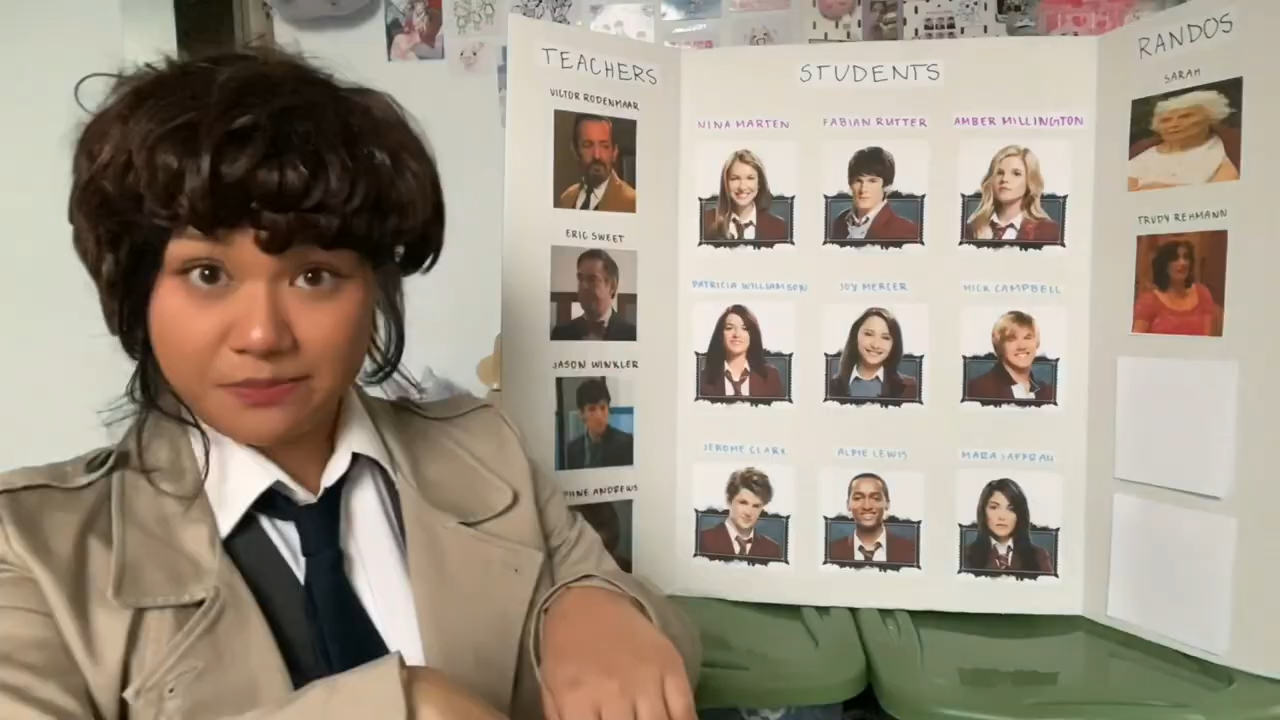 TEACHERS
VICTOR RODENMAAR
ERIC SWEET
JASON WINKLER
ANDREWS
STUDENTS
NINA MARTEN
FABIAN RUTTER
AMBER MILLINGTON
PATRICIA WILLIAMSON
JOY MERCER
MICK CAMPBELL
JEROME CLARK
ALFIE LEWIS
MARA JAFFRAY
RANDOS
SARAH
TRUDY REHMANN